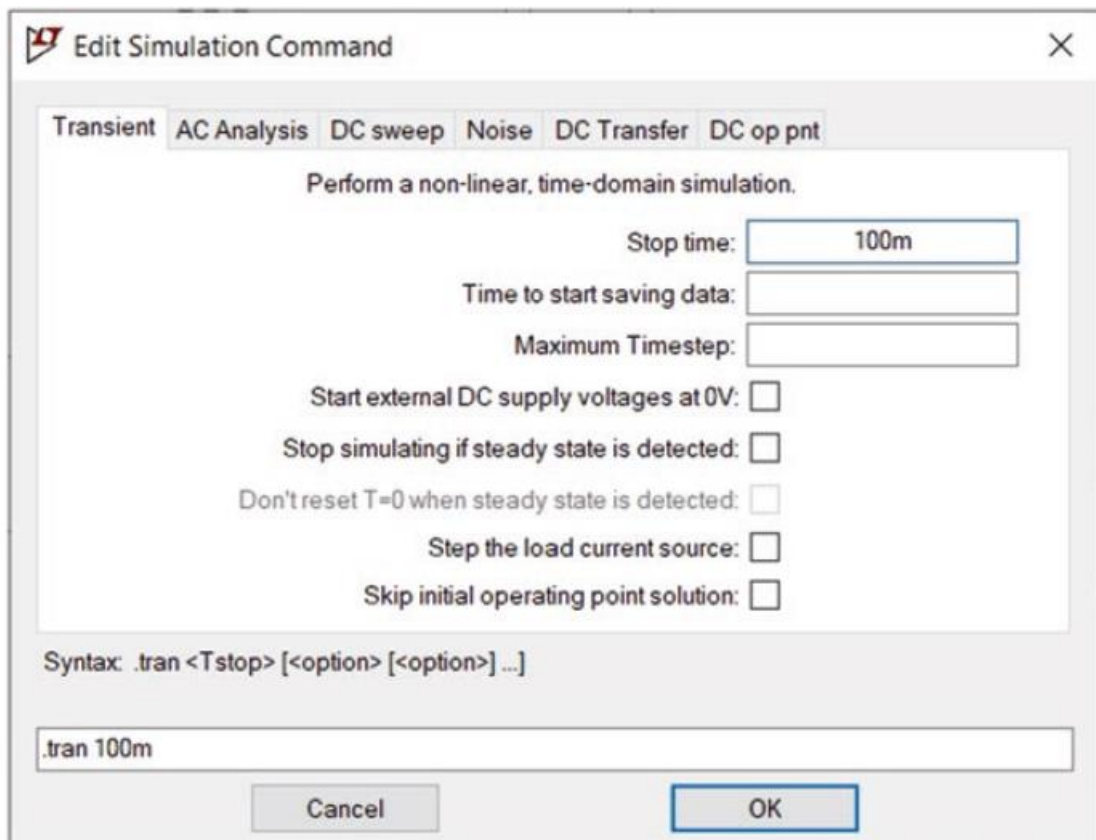 Edit Simulation Command
Transient AC Analysis DC sweep Noise DC Transfer DC op pnt
Perform a non-linear, time-domain simulation.
Stop time: 100m
Time to start saving data:
Maximum Timestep:
Start external DC supply voltages at 0V:
Stop simulating if steady state is detected:
Don't reset T=0 when steady state is detected:
Step the load current source:
Skip initial operating point solution:
Syntax: .tran <Tstop> [<option> [<option>] ...]
.tran 100m
Cancel OK